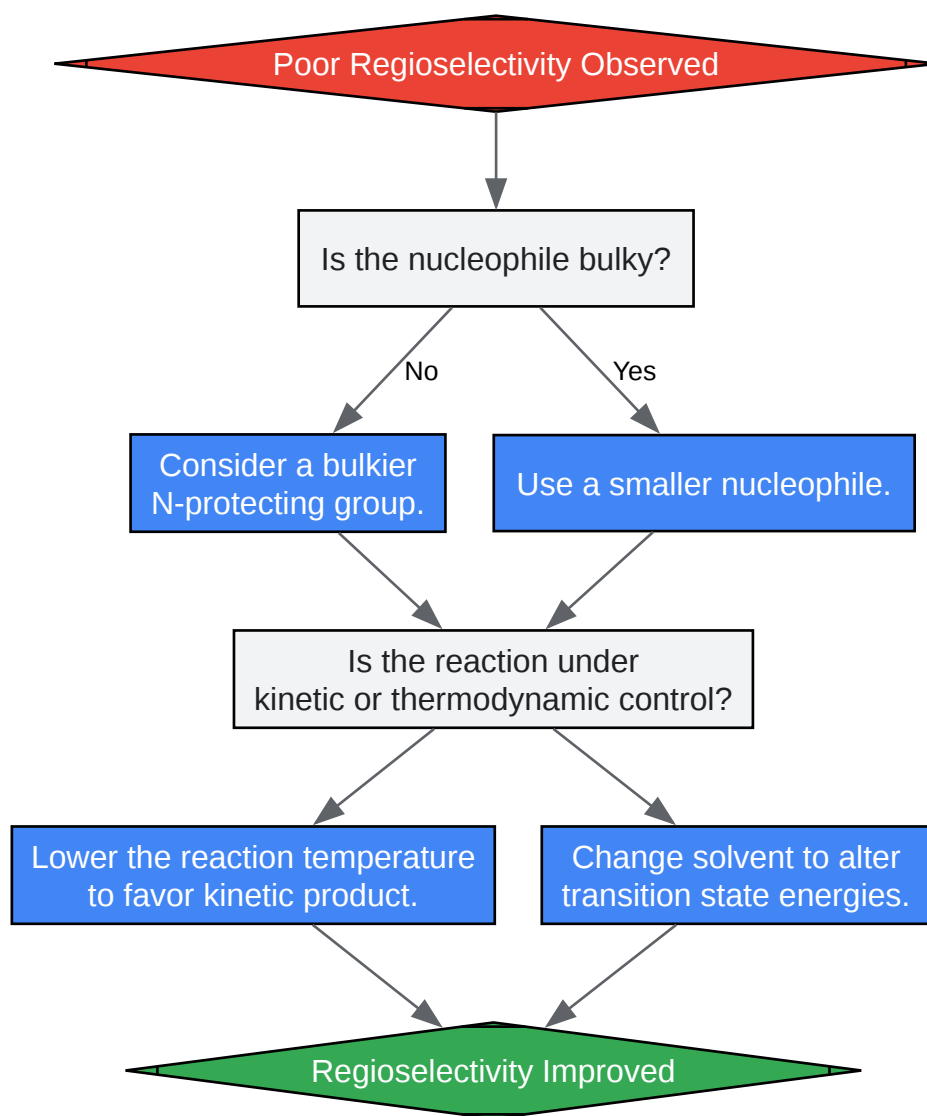 Poor Regioselectivity Observed
Is the nucleophile bulky?
No
Yes
Consider a bulkier
N-protecting group.
Use a smaller nucleophile.
Is the reaction under
kinetic or thermodynamic control?
Lower the reaction temperature
to favor kinetic product.
Change solvent to alter
transition state energies.
Regioselectivity Improved